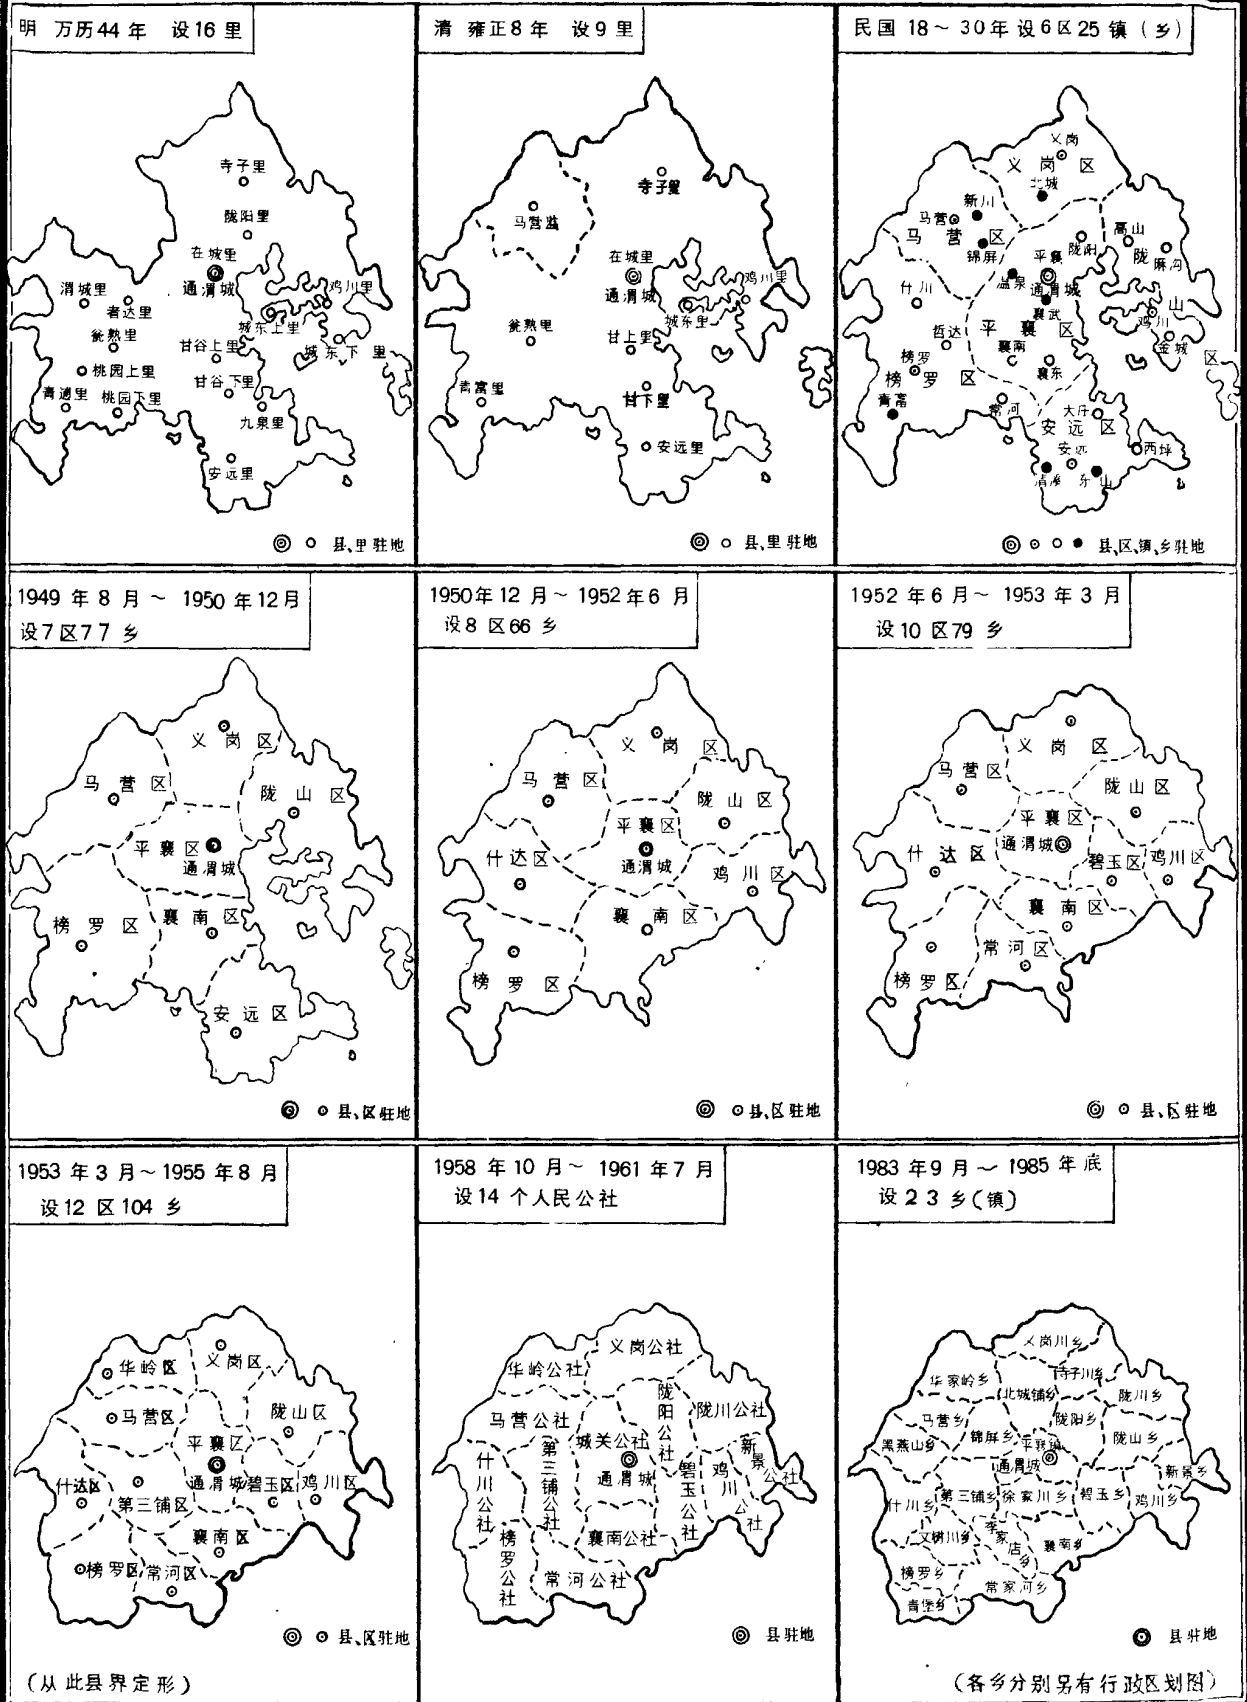 明 万历44年 设16里
寺子里
陇阳里
在城里
通渭城
鸡川里
渭城里
者达里
城东上里
瓮熟里
甘谷上里
城东下里
桃园上里
甘谷下里
桃园下里
九泉里
安远里
县、里驻地
清 雍正8年 设9里
寺子里
马营监
在城里
通渭城
鸡川里
城东里
瓮熟里
甘上里
甘下里
安远里
县、里驻地
民国 18～30年设6区25镇（乡）
义岗
义岗区
北城
新川
马营
马营区
锦屏
陇阳
高山
陇山区
平襄
温泉
通渭城
襄武
什川
鸡川
金城
哲达
平襄区
襄南
襄东
榜罗
榜罗区
青富
常河
安远区
安远
西坪
县、区、镇、乡驻地
1949年8月～1950年12月
设7区77乡
义岗区
马营区
陇山区
平襄区
通渭城
榜罗区
襄南区
安远区
县、区驻地
1950年12月～1952年6月
设8区66乡
义岗区
马营区
陇山区
平襄区
什达区
通渭城
鸡川区
襄南区
榜罗区
县、区驻地
1952年6月～1953年3月
设10区79乡
义岗区
马营区
陇山区
平襄区
什达区
通渭城
碧玉区
鸡川区
襄南区
常河区
榜罗区
县、区驻地
1953年3月～1955年8月
设12区104乡
华岭区
义岗区
马营区
陇山区
平襄区
什达区
通渭城
碧玉区
鸡川区
第三铺区
襄南区
榜罗区
常河区
县、区驻地
（从此县界定形）
1958年10月～1961年7月
设14个人民公社
义岗公社
华岭公社
陇阳公社
陇川公社
马营公社
城关公社
通渭城
新景公社
什川公社
第三铺公社
碧玉公社
鸡川公社
襄南公社
榜罗公社
常河公社
县驻地
1983年9月～1985年底
设23乡（镇）
义岗川乡
华家岭乡
寺子川乡
北城铺乡
陇川乡
马营乡
陇阳乡
黑燕山乡
锦屏乡
平襄镇
陇山乡
通渭城
新景乡
什川乡
第三铺乡
徐家川乡
碧玉乡
鸡川乡
李家店乡
襄南乡
榜罗乡
常家河乡
青堡乡
县驻地
（各乡分别另有行政区划图）